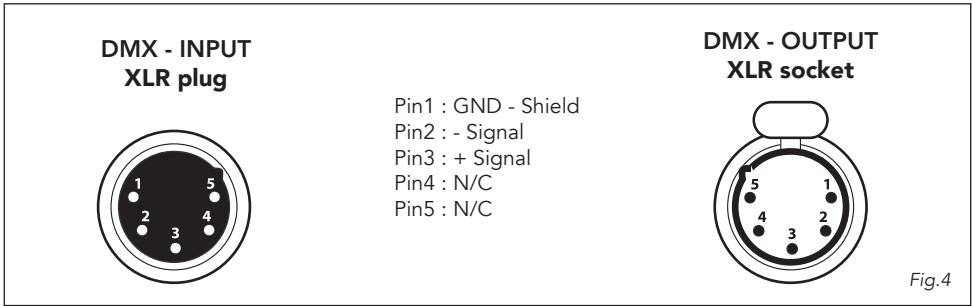 DMX - INPUT
XLR plug
1
5
2
4
3
Pin1 : GND - Shield
Pin2 : - Signal
Pin3 : + Signal
Pin4 : N/C
Pin5 : N/C
DMX - OUTPUT
XLR socket
5
1
4
2
3
Fig.4